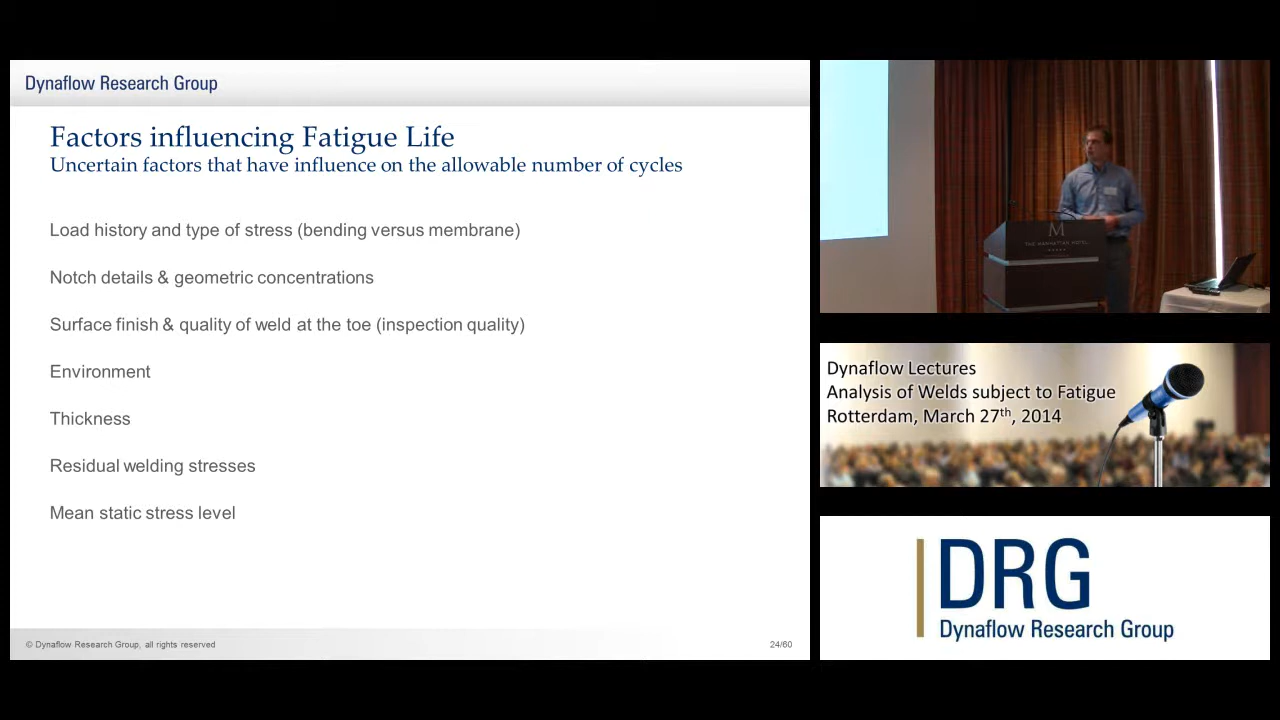 Dynaflow Research Group
Factors influencing Fatigue Life
Uncertain factors that have influence on the allowable number of cycles
Load history and type of stress (bending versus membrane)
Notch details & geometric concentrations
Surface finish & quality of weld at the toe (inspection quality)
Environment
Thickness
Residual welding stresses
Mean static stress level
© Dynaflow Research Group, all rights reserved
24/60
M
THE MANHATTAN HOTEL
Dynaflow Lectures
Analysis of Welds subject to Fatigue
Rotterdam, March 27th, 2014
DRG
Dynaflow Research Group